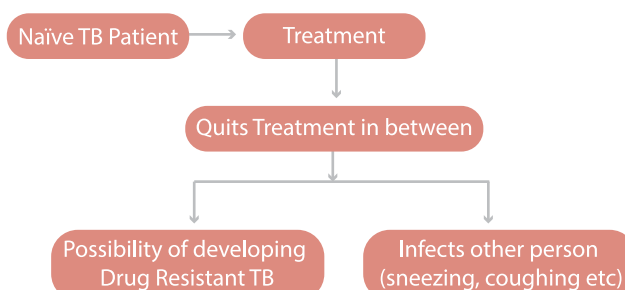 Naïve TB Patient
Treatment
Quits Treatment in between
Possibility of developing
Drug Resistant TB
Infects other person
(sneezing, coughing etc)